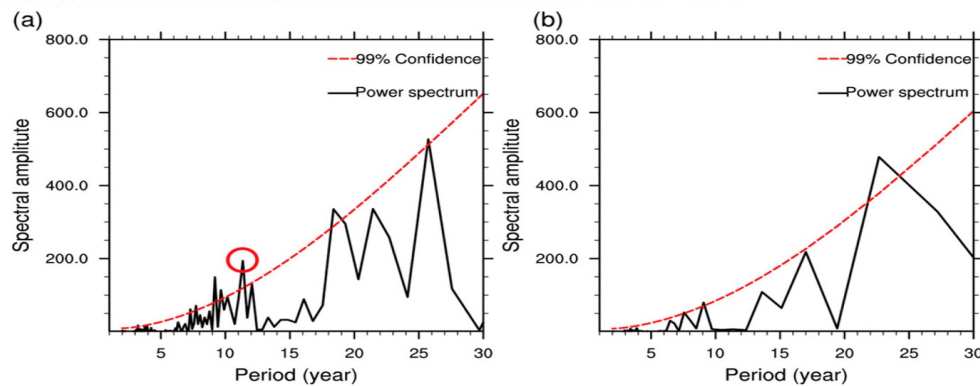 (a)
800.0
600.0
400.0
200.0
Spectral amplitude
99% Confidence
Power spectrum
5 10 15 20 25 30
Period (year)
(b)
800.0
600.0
400.0
200.0
Spectral amplitude
99% Confidence
Power spectrum
5 10 15 20 25 30
Period (year)